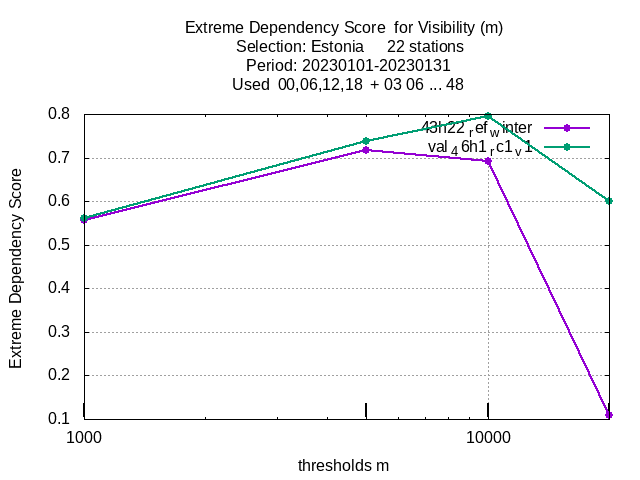 Extreme Dependency Score  for Visibility (m)
Selection: Estonia     22 stations
Period: 20230101-20230131
Used  00,06,12,18  + 03 06 ... 48
43h22ᵣef_winter
val_46h1_rc1_v1
0.8
0.7
0.6
0.5
0.4
0.3
0.2
0.1
Extreme Dependency Score
1000
10000
thresholds m